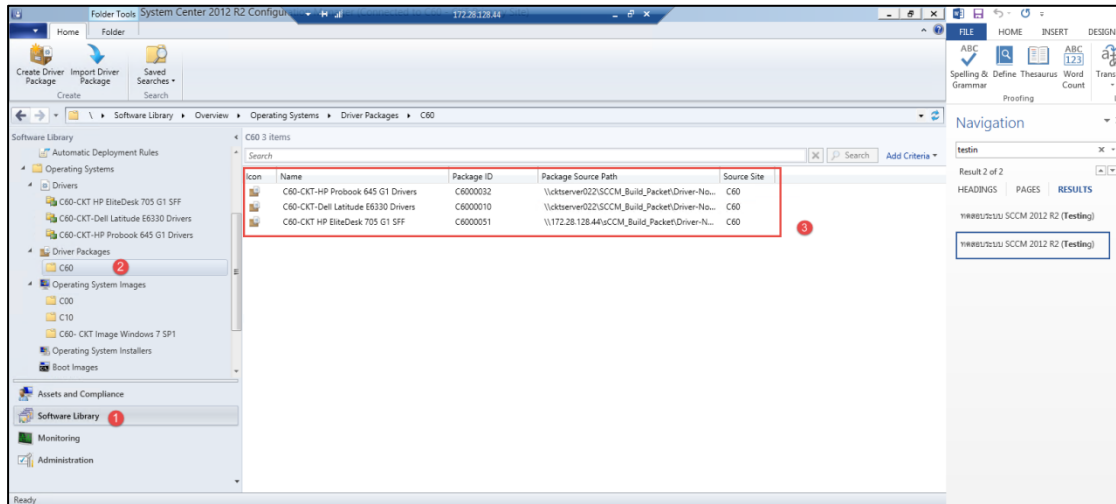 Folder Tools System Center 2012 R2 Configu
172.28.128.44
Home Folder
Create Driver Package
Import Driver Package
Saved Searches
Create
Search
\ Software Library Overview Operating Systems Driver Packages C60
Software Library
Automatic Deployment Rules
Operating Systems
Drivers
C60-CKT HP EliteDesk 705 G1 SFF
C60-CKT-Dell Latitude E6330 Drivers
C60-CKT-HP Probook 645 G1 Drivers
Driver Packages
C60
2
Operating System Images
C00
C10
C60- CKT Image Windows 7 SP1
Operating System Installers
Boot Images
Assets and Compliance
Software Library
1
Monitoring
Administration
Ready
C60 3 items
Search
Search
Add Criteria
Icon Name Package ID Package Source Path Source Site
C60-CKT-HP Probook 645 G1 Drivers C6000032 \\cktserver022\SCCM_Build_Packet\Driver-No... C60
C60-CKT-Dell Latitude E6330 Drivers C6000010 \\cktserver022\SCCM_Build_Packet\Driver-No... C60
C60-CKT HP EliteDesk 705 G1 SFF C6000051 \\172.28.128.44\sCCM_Build_Packet\Driver-N... C60
3
FILE HOME INSERT DESIGN
ABC
ABC
123
Spelling & Grammar
Define
Thesaurus
Word Count
Trans
Proofing
Navigation
testin
Result 2 of 2
HEADINGS PAGES RESULTS
ทดสอบระบบ SCCM 2012 R2 (Testing)
ทดสอบระบบ SCCM 2012 R2 (Testing)